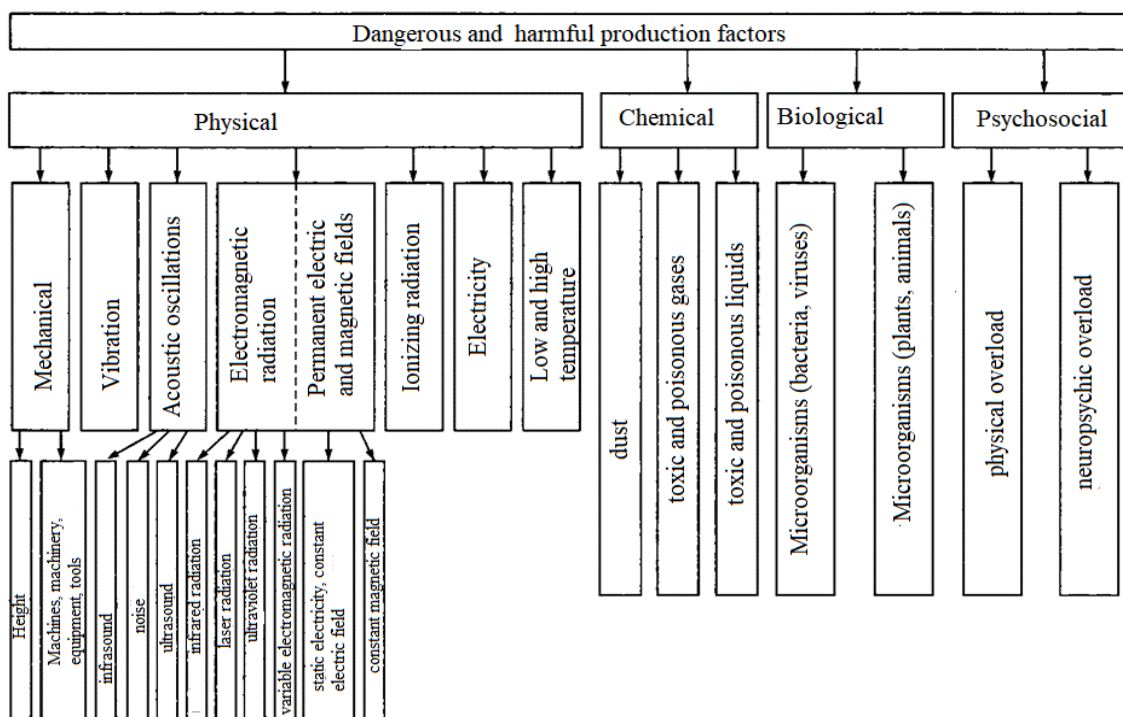 Dangerous and harmful production factors
Physical
Chemical
Biological
Psychosocial
Mechanical
Vibration
Acoustic oscillations
Electromagnetic
radiation
Permanent electric
and magnetic fields
Ionizing radiation
Electricity
Low and high
temperature
dust
toxic and poisonous gases
toxic and poisonous liquids
Microorganisms (bacteria, viruses)
Microorganisms (plants, animals)
physical overload
neuropsychic overload
Height
Machines, machinery,
equipment, tools
infrasound
noise
ultrasound
infrared radiation
laser radiation
ultraviolet radiation
variable electromagnetic radiation
static electricity, constant
electric field
constant magnetic field